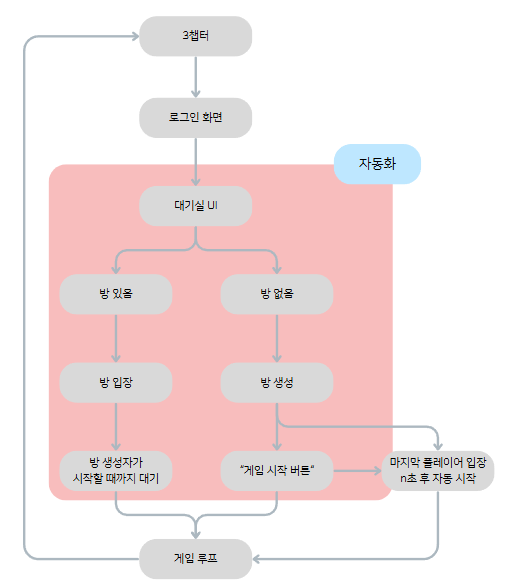 3챕터
로그인 화면
자동화
대기실 UI
방 있음
방 없음
방 입장
방 생성
방 생성자가
시작할 때까지 대기
"게임 시작 버튼"
마지막 플레이어 입장
n초 후 자동 시작
게임 루프